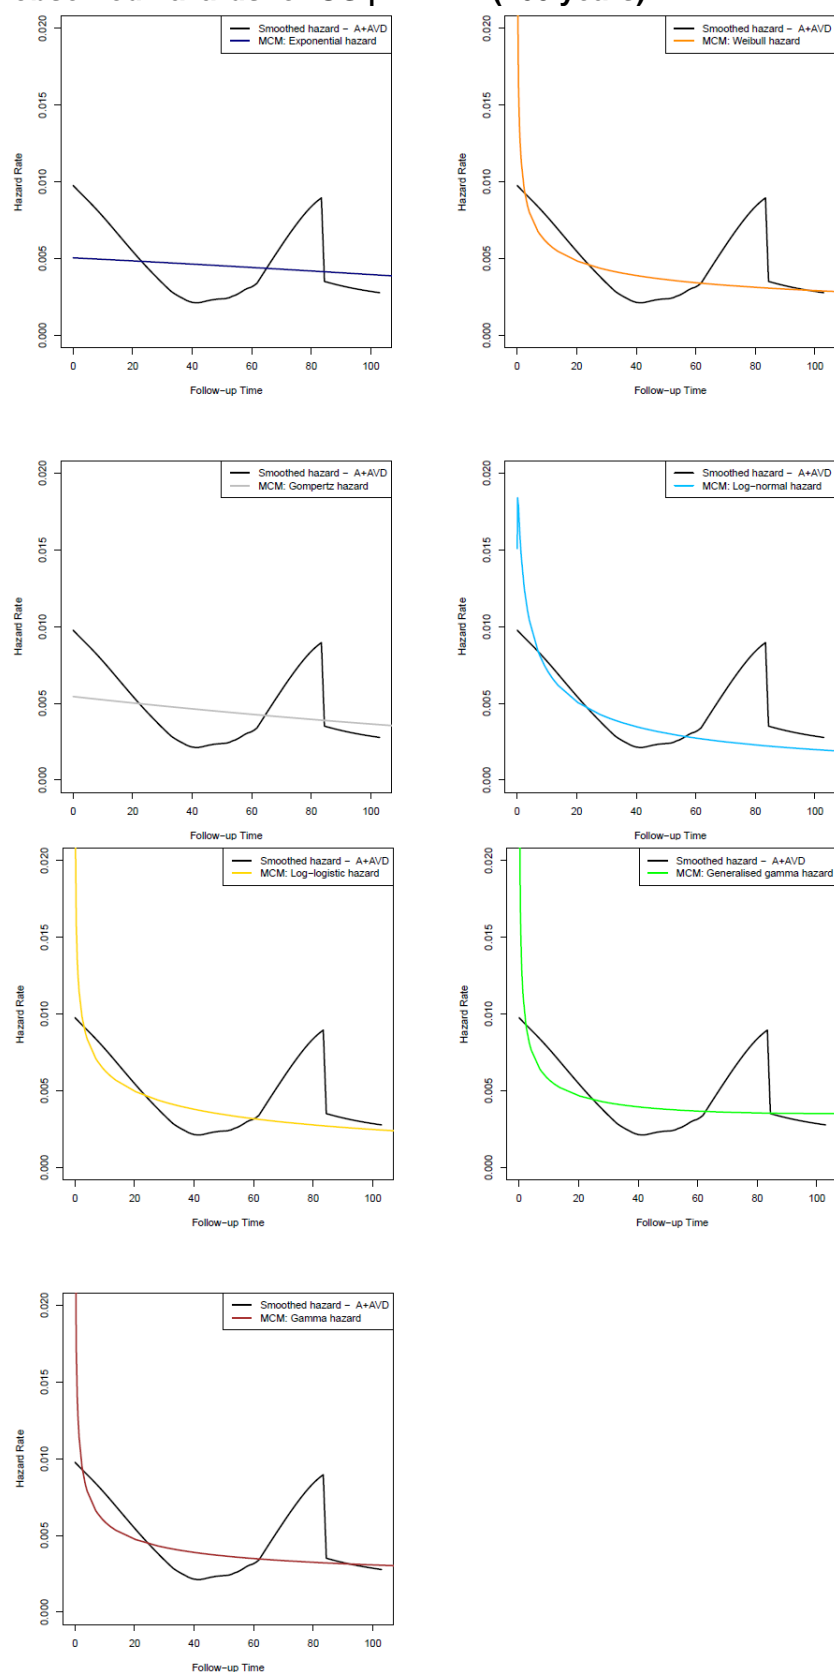 0.020
Smoothed hazard − A+AVD
MCM: Exponential hazard
0.015
0.010
0.005
0.000
Hazard Rate
0 20 40 60 80 100
Follow−up Time
0.020
Smoothed hazard − A+AVD
MCM: Weibull hazard
0.015
0.010
0.005
0.000
Hazard Rate
0 20 40 60 80 100
Follow−up Time
0.020
Smoothed hazard − A+AVD
MCM: Gompertz hazard
0.015
0.010
0.005
0.000
Hazard Rate
0 20 40 60 80 100
Follow−up Time
0.020
Smoothed hazard − A+AVD
MCM: Log−normal hazard
0.015
0.010
0.005
0.000
Hazard Rate
0 20 40 60 80 100
Follow−up Time
0.020
Smoothed hazard − A+AVD
MCM: Log−logistic hazard
0.015
0.010
0.005
0.000
Hazard Rate
0 20 40 60 80 100
Follow−up Time
0.020
Smoothed hazard − A+AVD
MCM: Generalised gamma hazard
0.015
0.010
0.005
0.000
Hazard Rate
0 20 40 60 80 100
Follow−up Time
0.020
Smoothed hazard − A+AVD
MCM: Gamma hazard
0.015
0.010
0.005
0.000
Hazard Rate
0 20 40 60 80 100
Follow−up Time